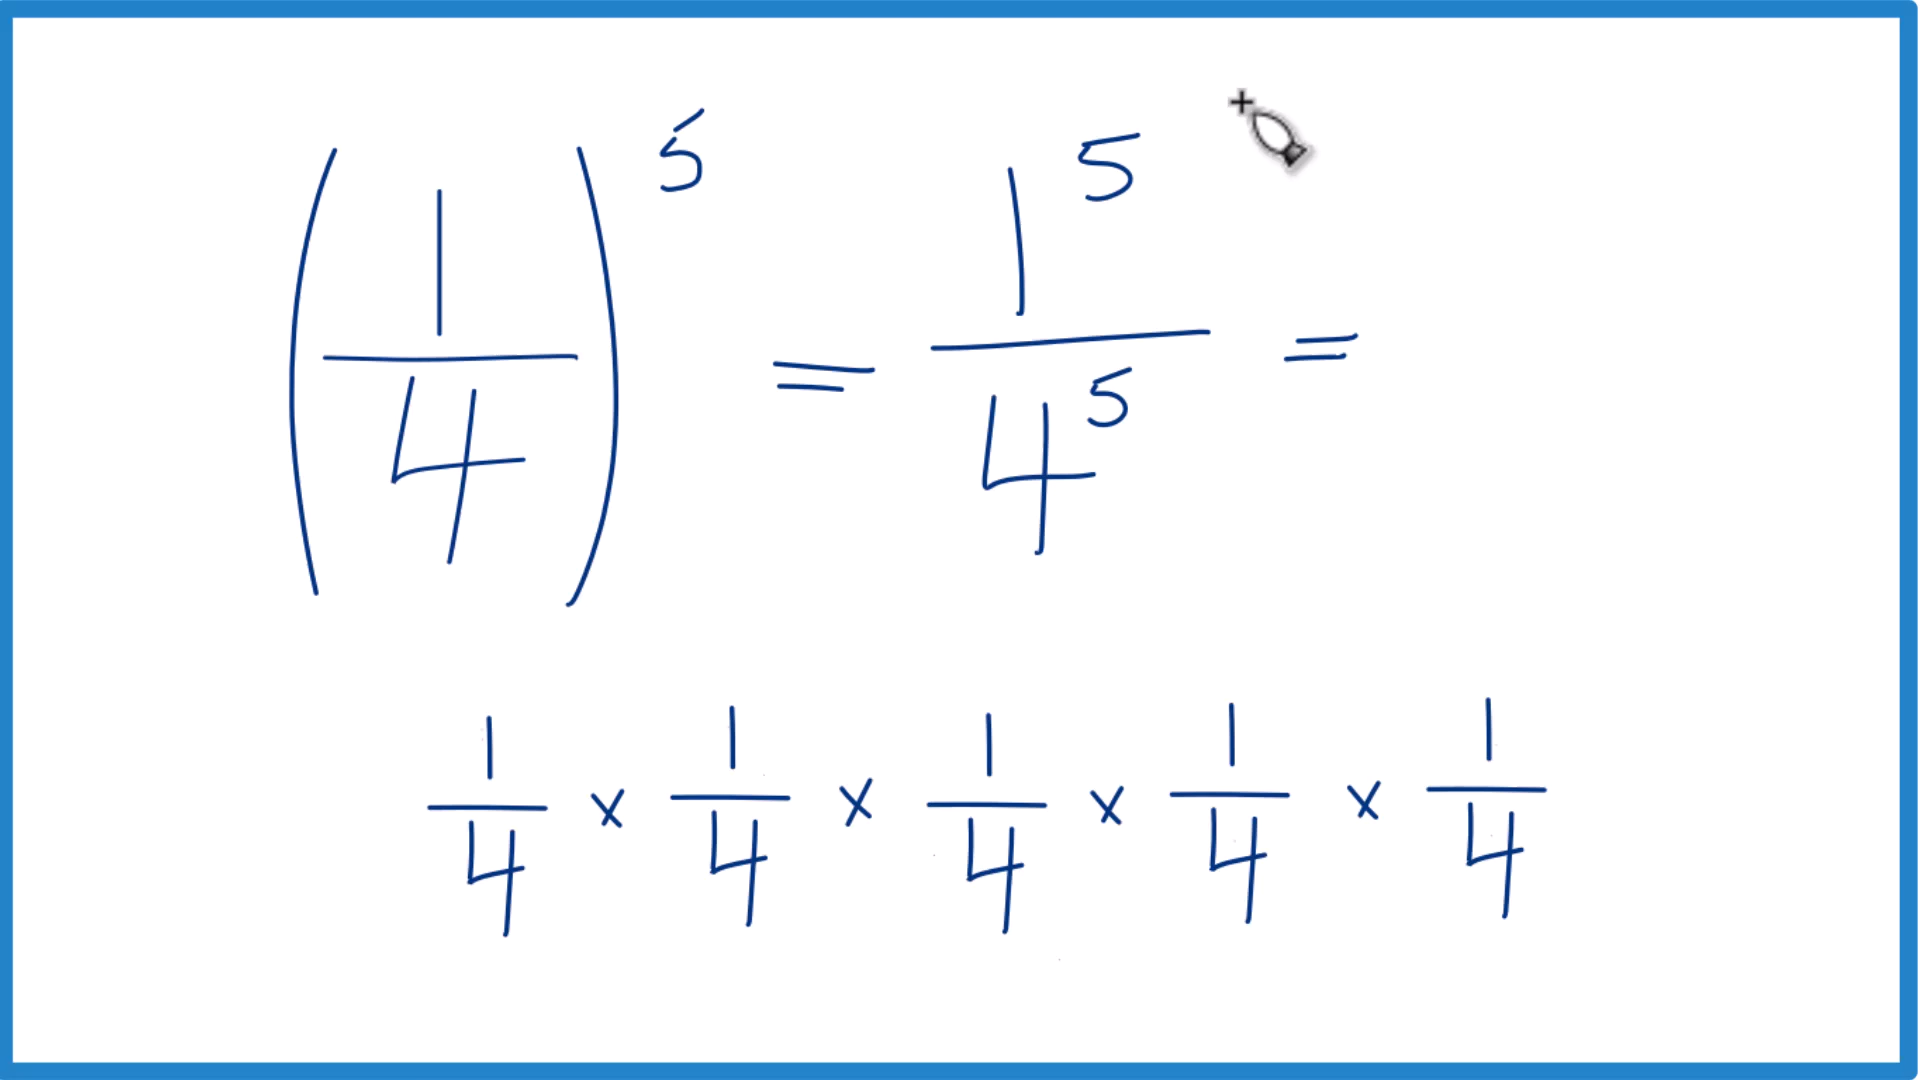 (1/4)^5 = 1^5/4^5 =
1/4 x 1/4 x 1/4 x 1/4 x 1/4